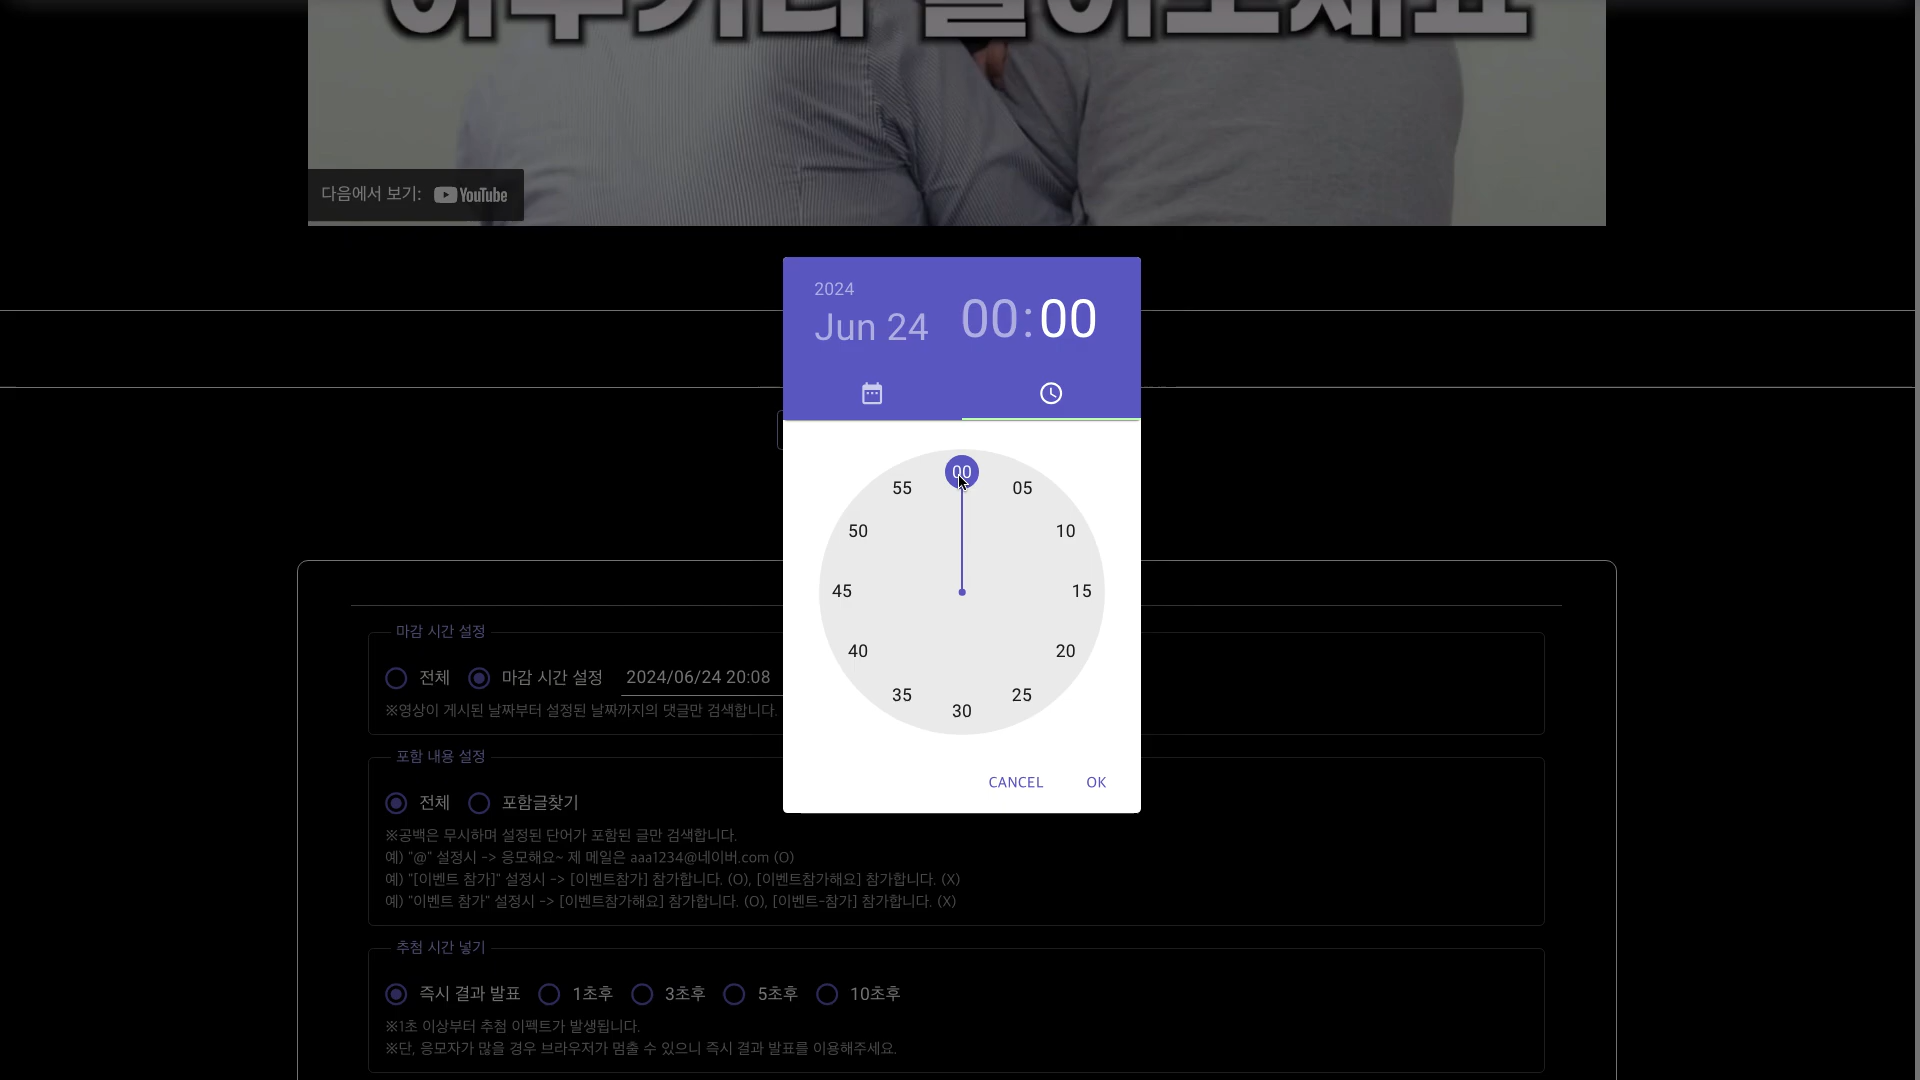 다음에서 보기: YouTube
2024
Jun 24
00:00
00
05
10
15
20
25
30
35
40
45
50
55
CANCEL
OK
마감 시간 설정
전체
마감 시간 설정
2024/06/24 20:08
※영상이 게시된 날짜부터 설정된 날짜까지의 댓글만 검색합니다.
포함 내용 설정
전체
포함글찾기
※공백은 무시하며 설정된 단어가 포함된 글만 검색합니다.
예) "@" 설정시 -> 응모해요~ 제 메일은 aaa1234@네이버.com (O)
예) "[이벤트 참가]" 설정시 -> [이벤트참가] 참가합니다. (O), [이벤트참가해요] 참가합니다. (X)
예) "이벤트 참가" 설정시 -> [이벤트참가해요] 참가합니다. (O), [이벤트-참가] 참가합니다. (X)
추첨 시간 넣기
즉시 결과 발표
1초후
3초후
5초후
10초후
※1초 이상부터 추첨 이펙트가 발생됩니다.
※단, 응모자가 많을 경우 브라우저가 멈출 수 있으니 즉시 결과 발표를 이용해주세요.